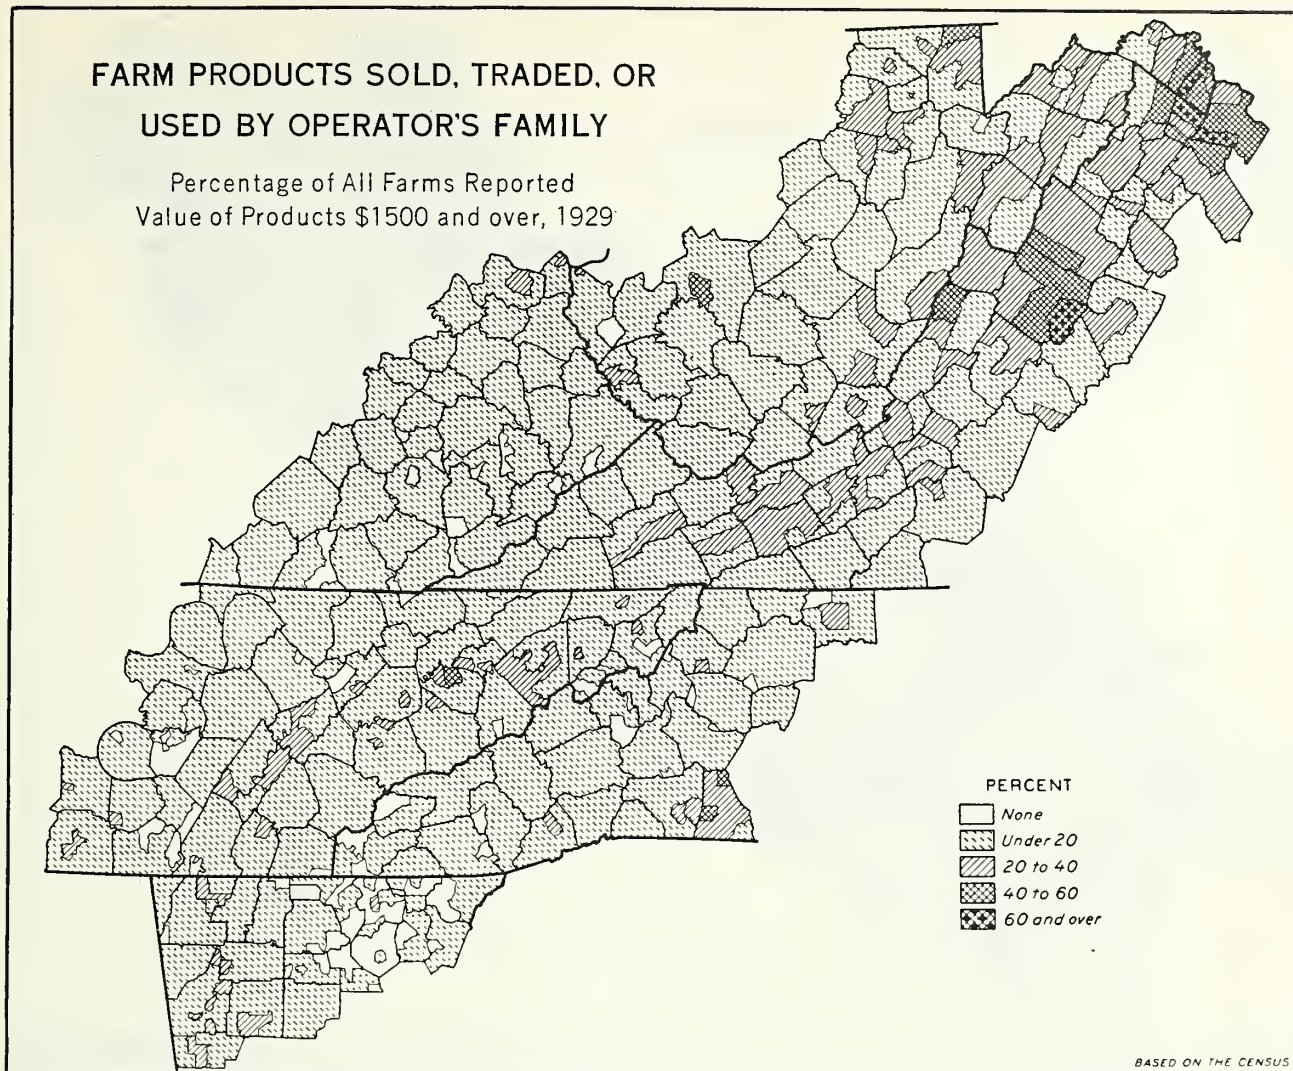 FARM PRODUCTS SOLD, TRADED, OR
USED BY OPERATOR'S FAMILY
Percentage of All Farms Reported
Value of Products $1500 and over, 1929
PERCENT
None
Under 20
20 to 40
40 to 60
60 and over
BASED ON THE CENSUS